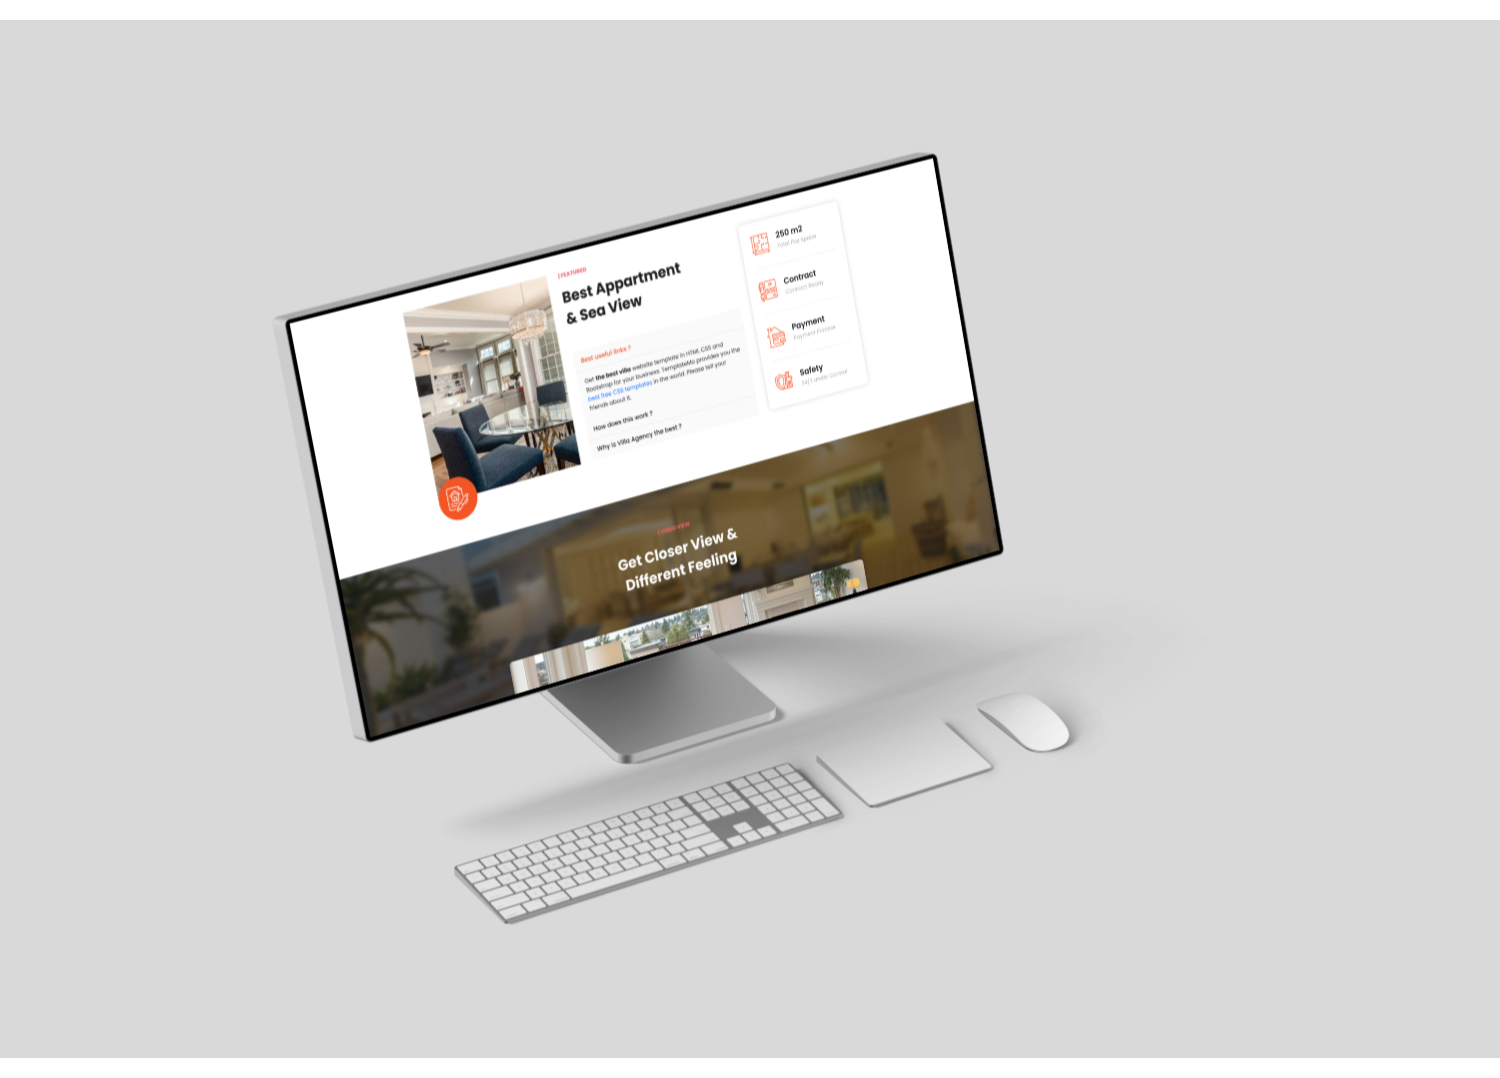 | FEATURED
Best Appartment
& Sea View
Best useful links ?
Get the best villa website template in HTML CSS and
Bootstrap for your business. TemplateMo provides you the
best free CSS templates in the world. Please tell your
friends about it.
How does this work ?
Why is Villa Agency the best ?
250 m2
Total Flat Space
Contract
Contract Ready
Payment
Payment Process
Safety
24/7 Under Control
| VIDEO VIEW
Get Closer View &
Different Feeling